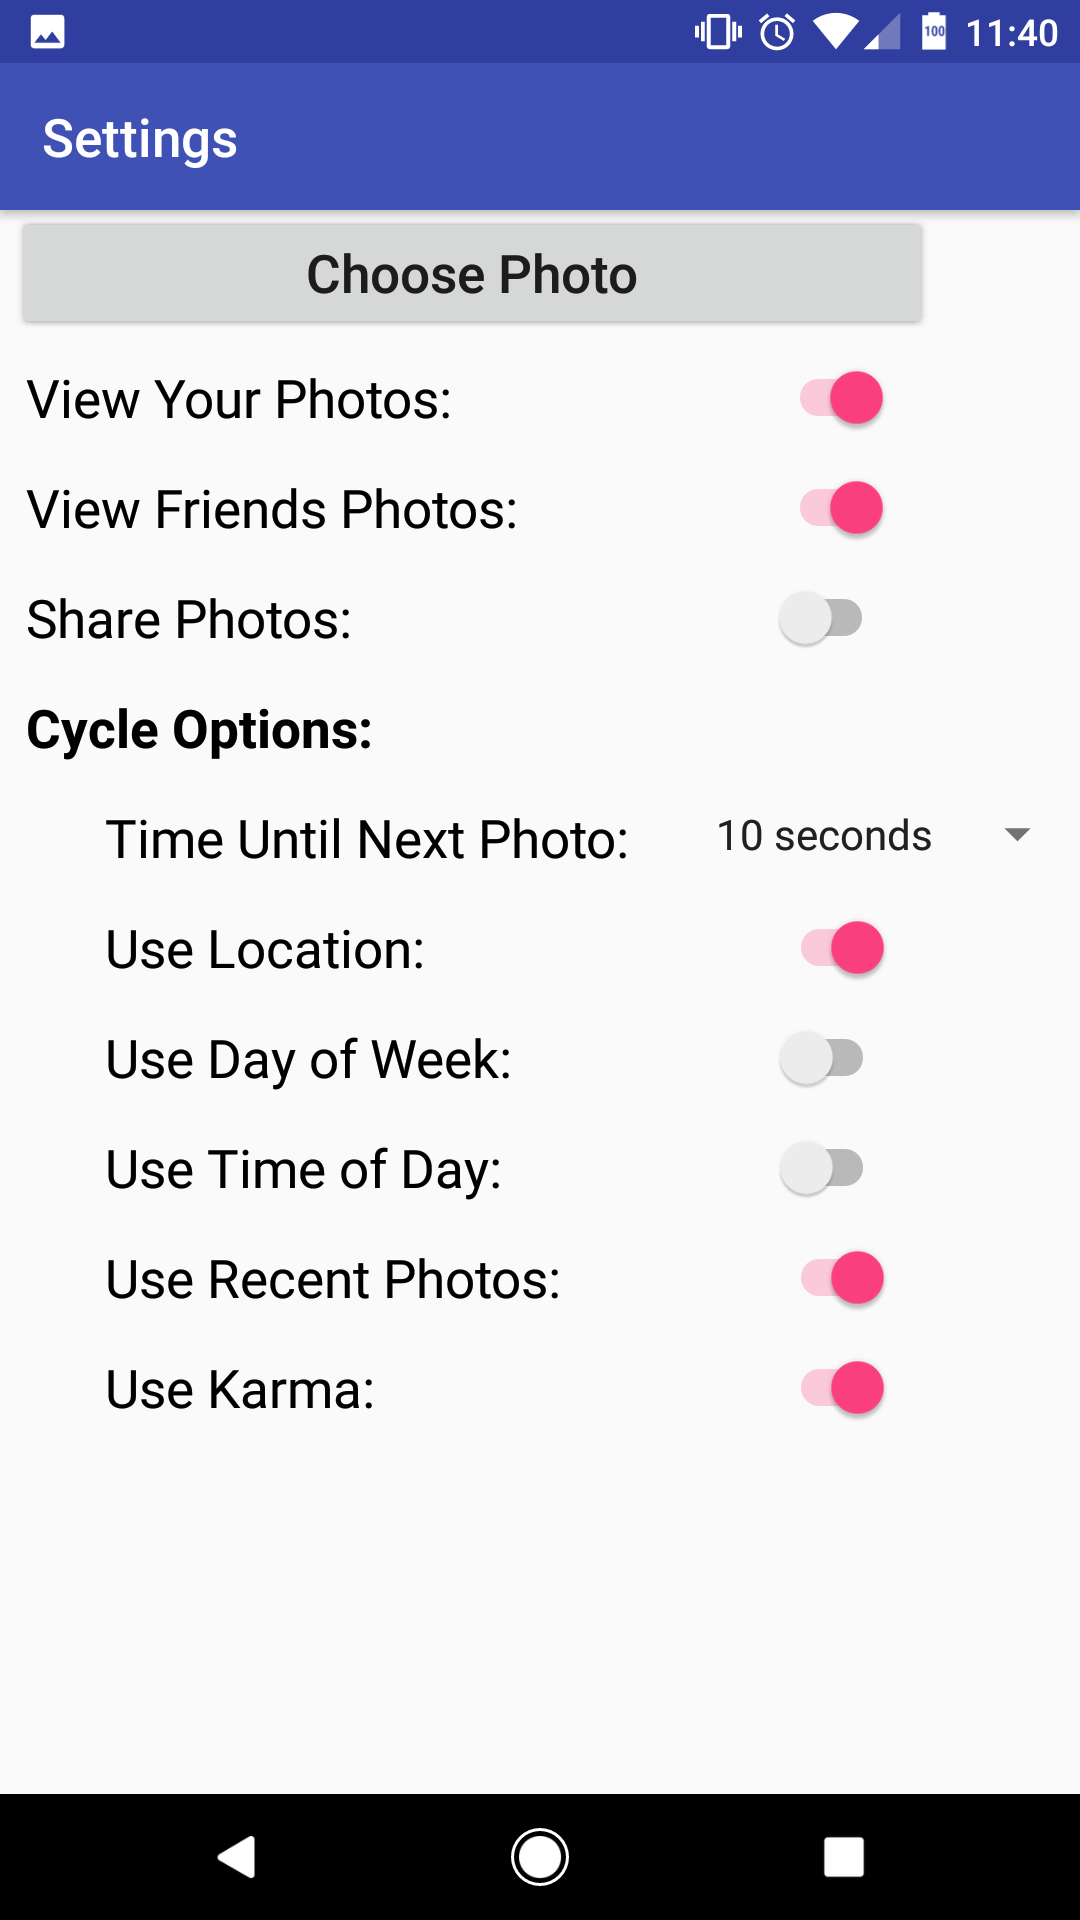 100 11:40
Settings
Choose Photo
View Your Photos:
View Friends Photos:
Share Photos:
Cycle Options:
Time Until Next Photo: 10 seconds
Use Location:
Use Day of Week:
Use Time of Day:
Use Recent Photos:
Use Karma: